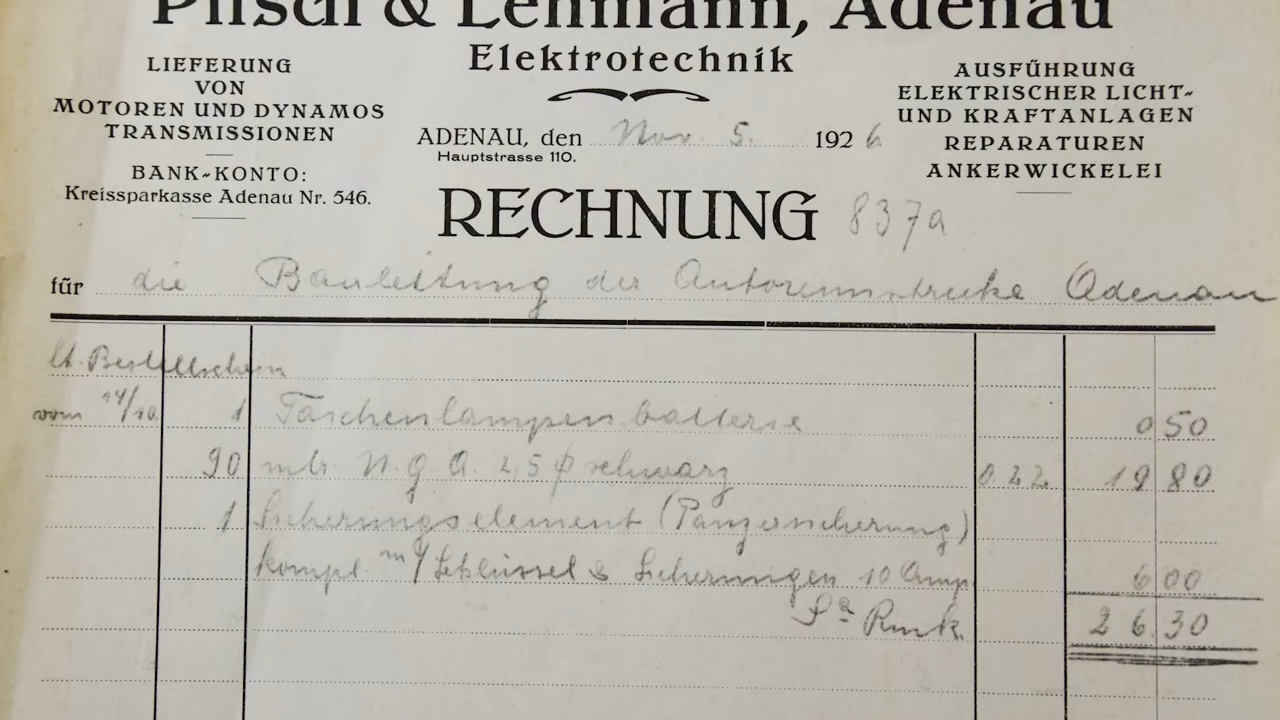 Pitsch & Lehmann, Adenau
Elektrotechnik
LIEFERUNG
VON
MOTOREN UND DYNAMOS
TRANSMISSIONEN
BANK-KONTO:
Kreissparkasse Adenau Nr. 546.
AUSFÜHRUNG
ELEKTRISCHER LICHT-
UND KRAFTANLAGEN
REPARATUREN
ANKERWICKELEI
ADENAU, den Nov. 5. 1926
Hauptstrasse 110.
RECHNUNG 837a
für die Bauleitung der Autorennstrecke Adenau
lt. Bestellschein
vom 14/10. 1 Taschenlampenbatterie 0 50
90 mtr. N.G.A. 2,5 φ schwarz 0.22 19 80
1 Sicherungselement (Panzersicherung)
kompl m/ Schlüssel & Sicherungen 10 Amp 6 00
Sa Rmk. 26.30